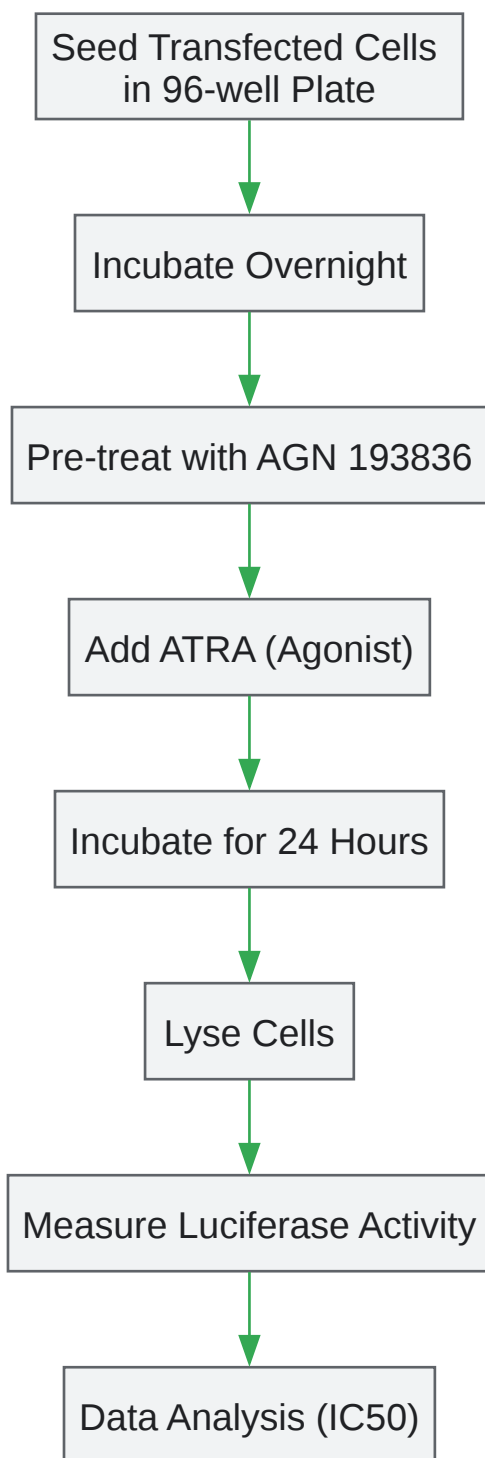 Seed Transfected Cells
in 96-well Plate
Incubate Overnight
Pre-treat with AGN 193836
Add ATRA (Agonist)
Incubate for 24 Hours
Lyse Cells
Measure Luciferase Activity
Data Analysis (IC50)